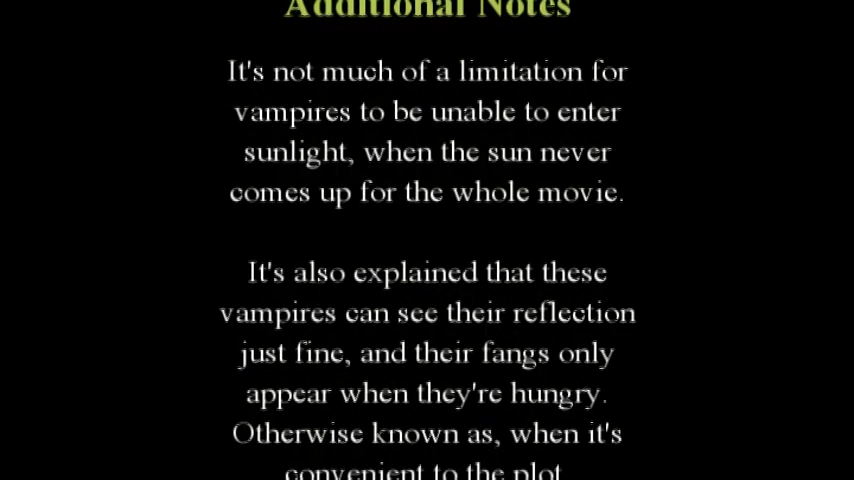 Additional Notes
It's not much of a limitation for
vampires to be unable to enter
sunlight, when the sun never
comes up for the whole movie.
It's also explained that these
vampires can see their reflection
just fine, and their fangs only
appear when they're hungry.
Otherwise known as, when it's
convenient to the plot